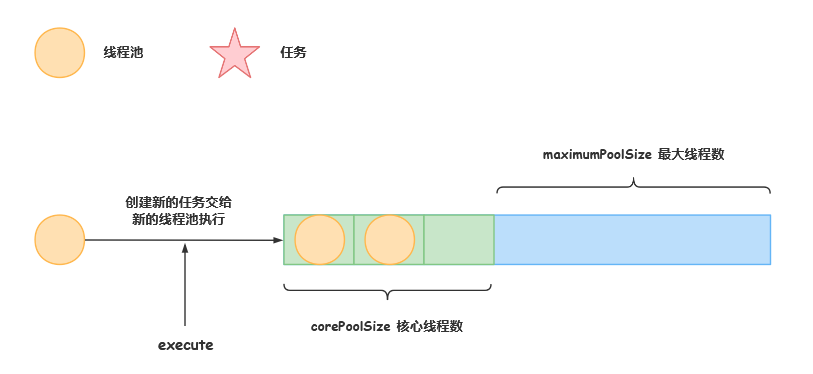 线程池
任务
maximumPoolSize 最大线程数
创建新的任务交给
新的线程池执行
corePoolSize 核心线程数
execute